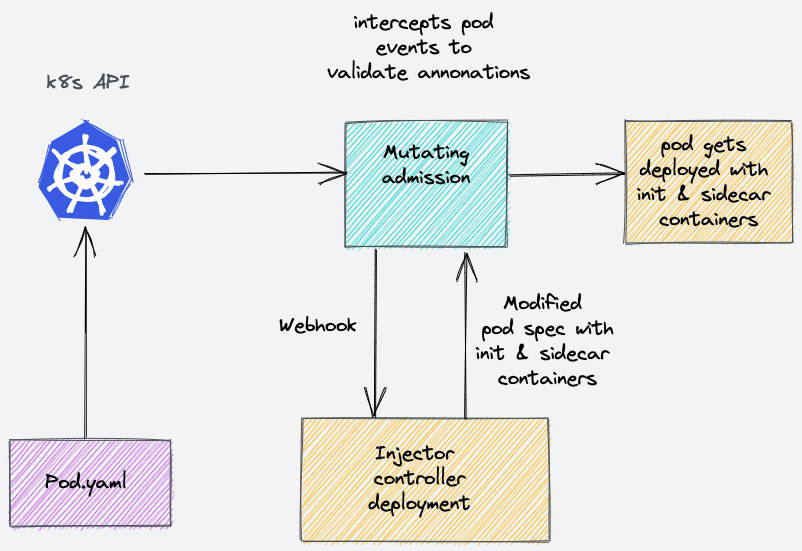 intercepts pod
events to
validate annonations
k8s API
Mutating
admission
pod gets
deployed with
init & sidecar
containers
Webhook
Modified
pod spec with
init & sidecar
containers
Pod.yaml
Injector
controller
deployment